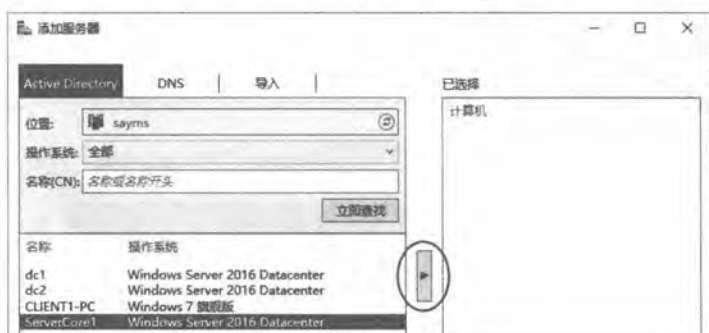 添加服务器
Active Directory DNS 导入
已选择
位置: sayms
计算机
操作系统: 全部
名称(CN): 名称或名称开头
立即查找
名称 操作系统
dc1 Windows Server 2016 Datacenter
dc2 Windows Server 2016 Datacenter
CLIENT1-PC Windows 7 旗舰版
ServerCore1 Windows Server 2016 Datacenter